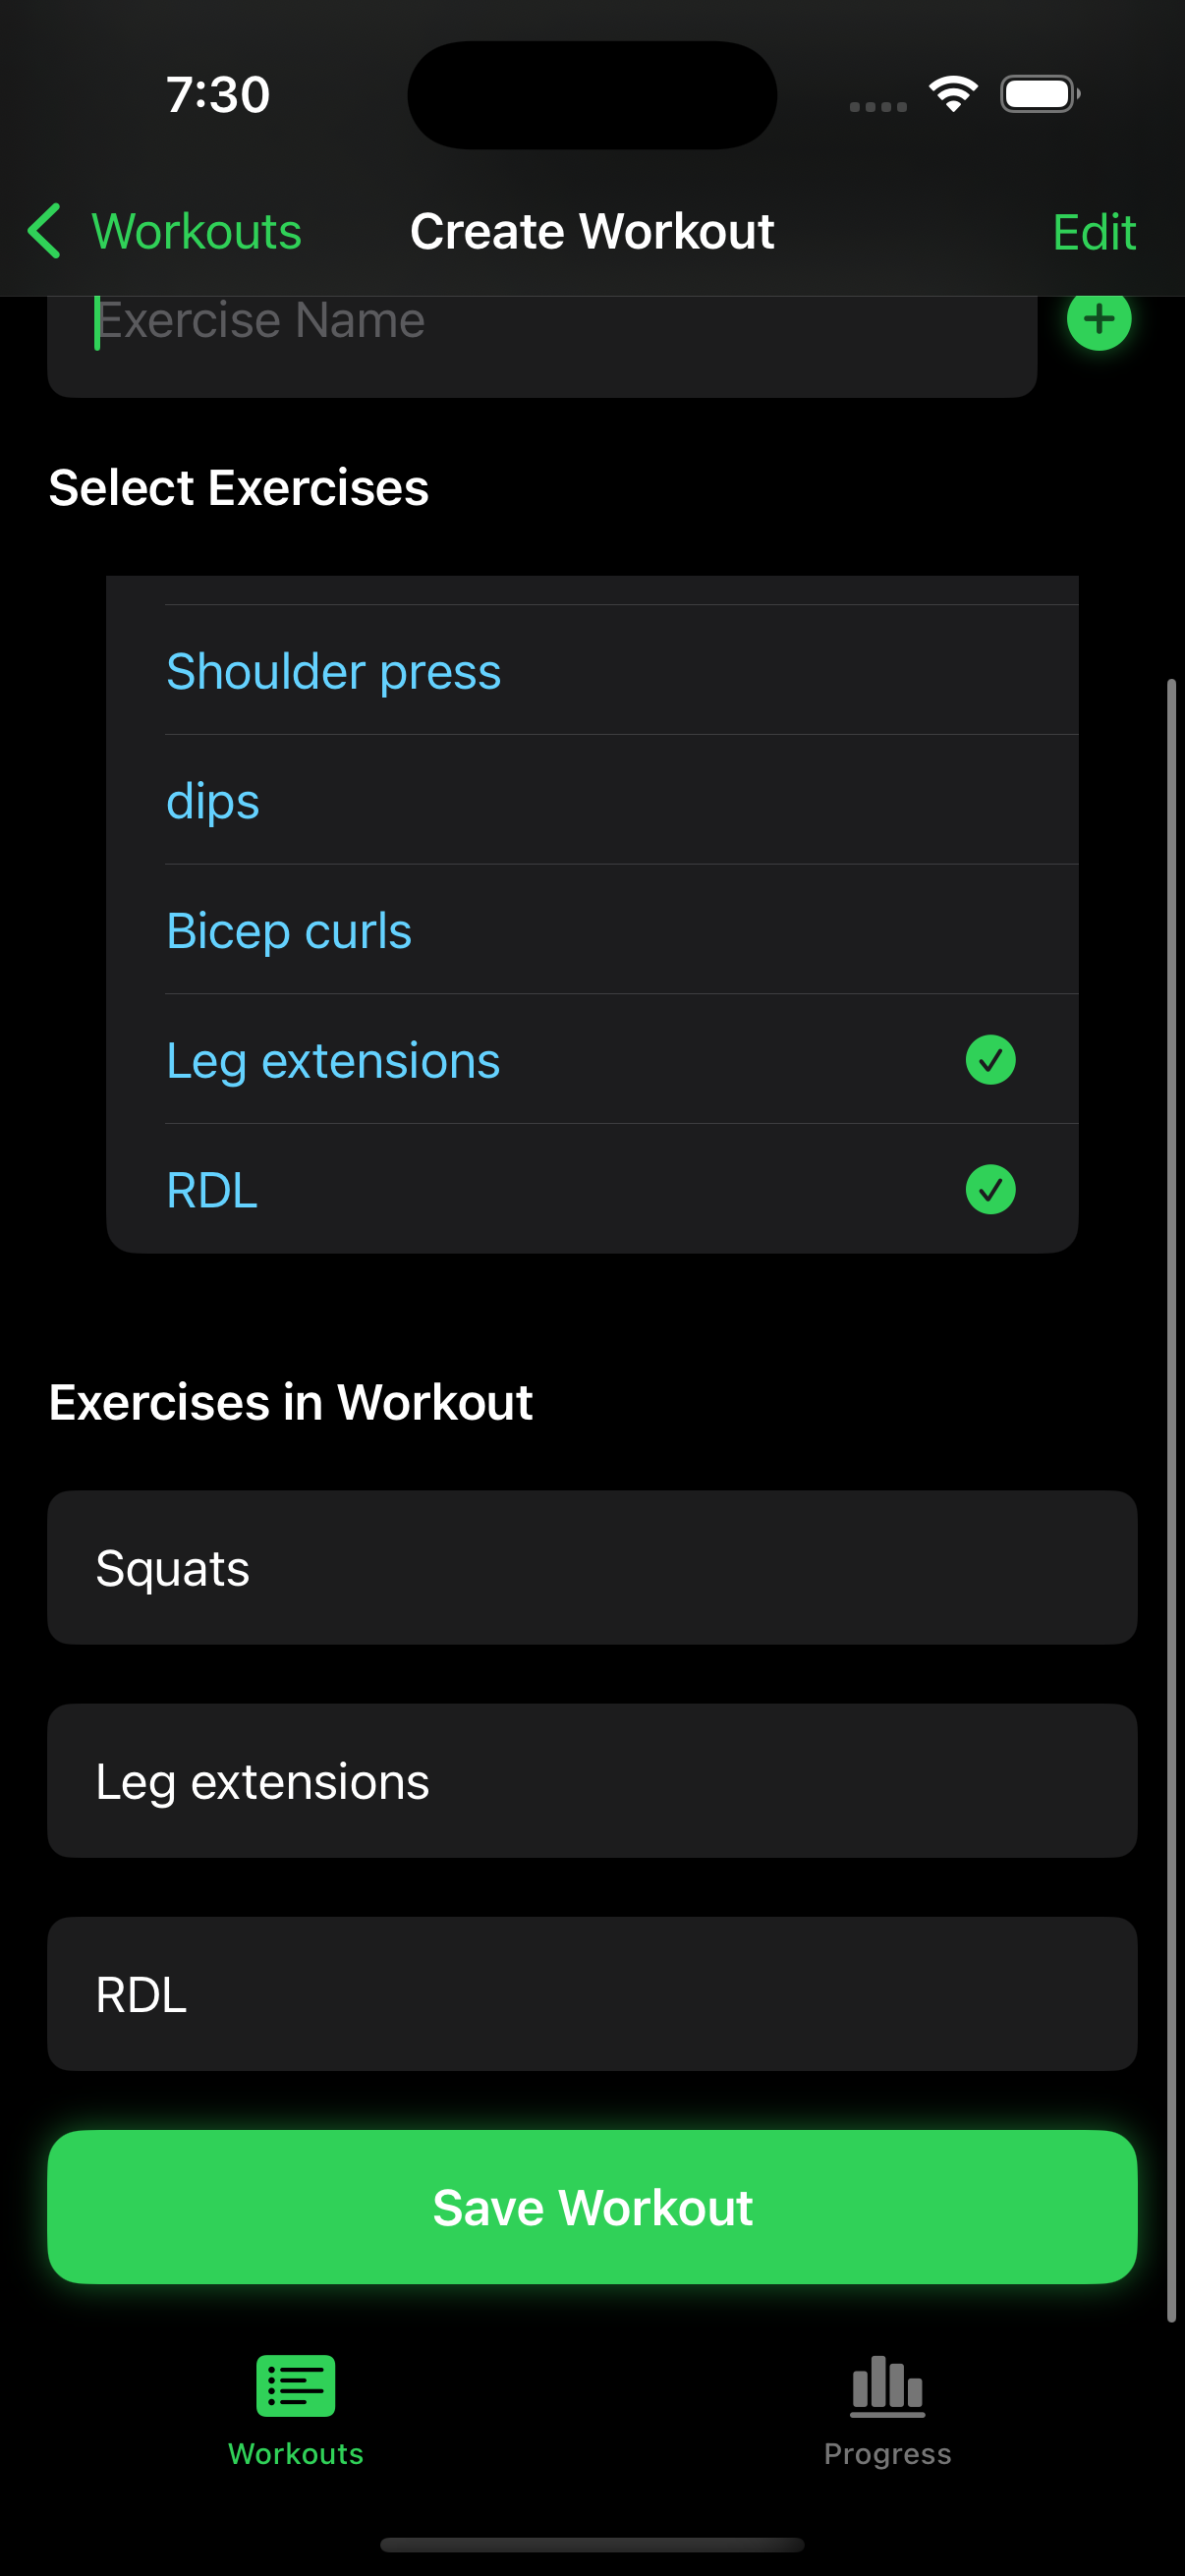 7:30
Workouts
Create Workout
Edit
Exercise Name
Select Exercises
Shoulder press
dips
Bicep curls
Leg extensions
RDL
Exercises in Workout
Squats
Leg extensions
RDL
Save Workout
Workouts
Progress